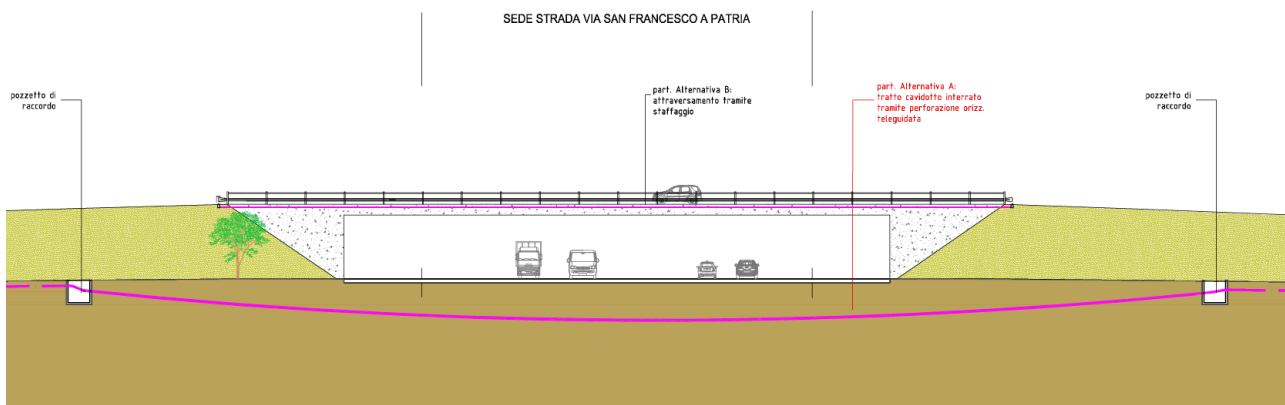 SEDE STRADA VIA SAN FRANCESCO A PATRIA
pozzetto di
raccordo
part. Alternativa B:
attraversamento tramite
staffaggio
part. Alternativa A:
tratto cavidotto interrato
tramite perforazione orizz.
teleguidata
pozzetto di
raccordo